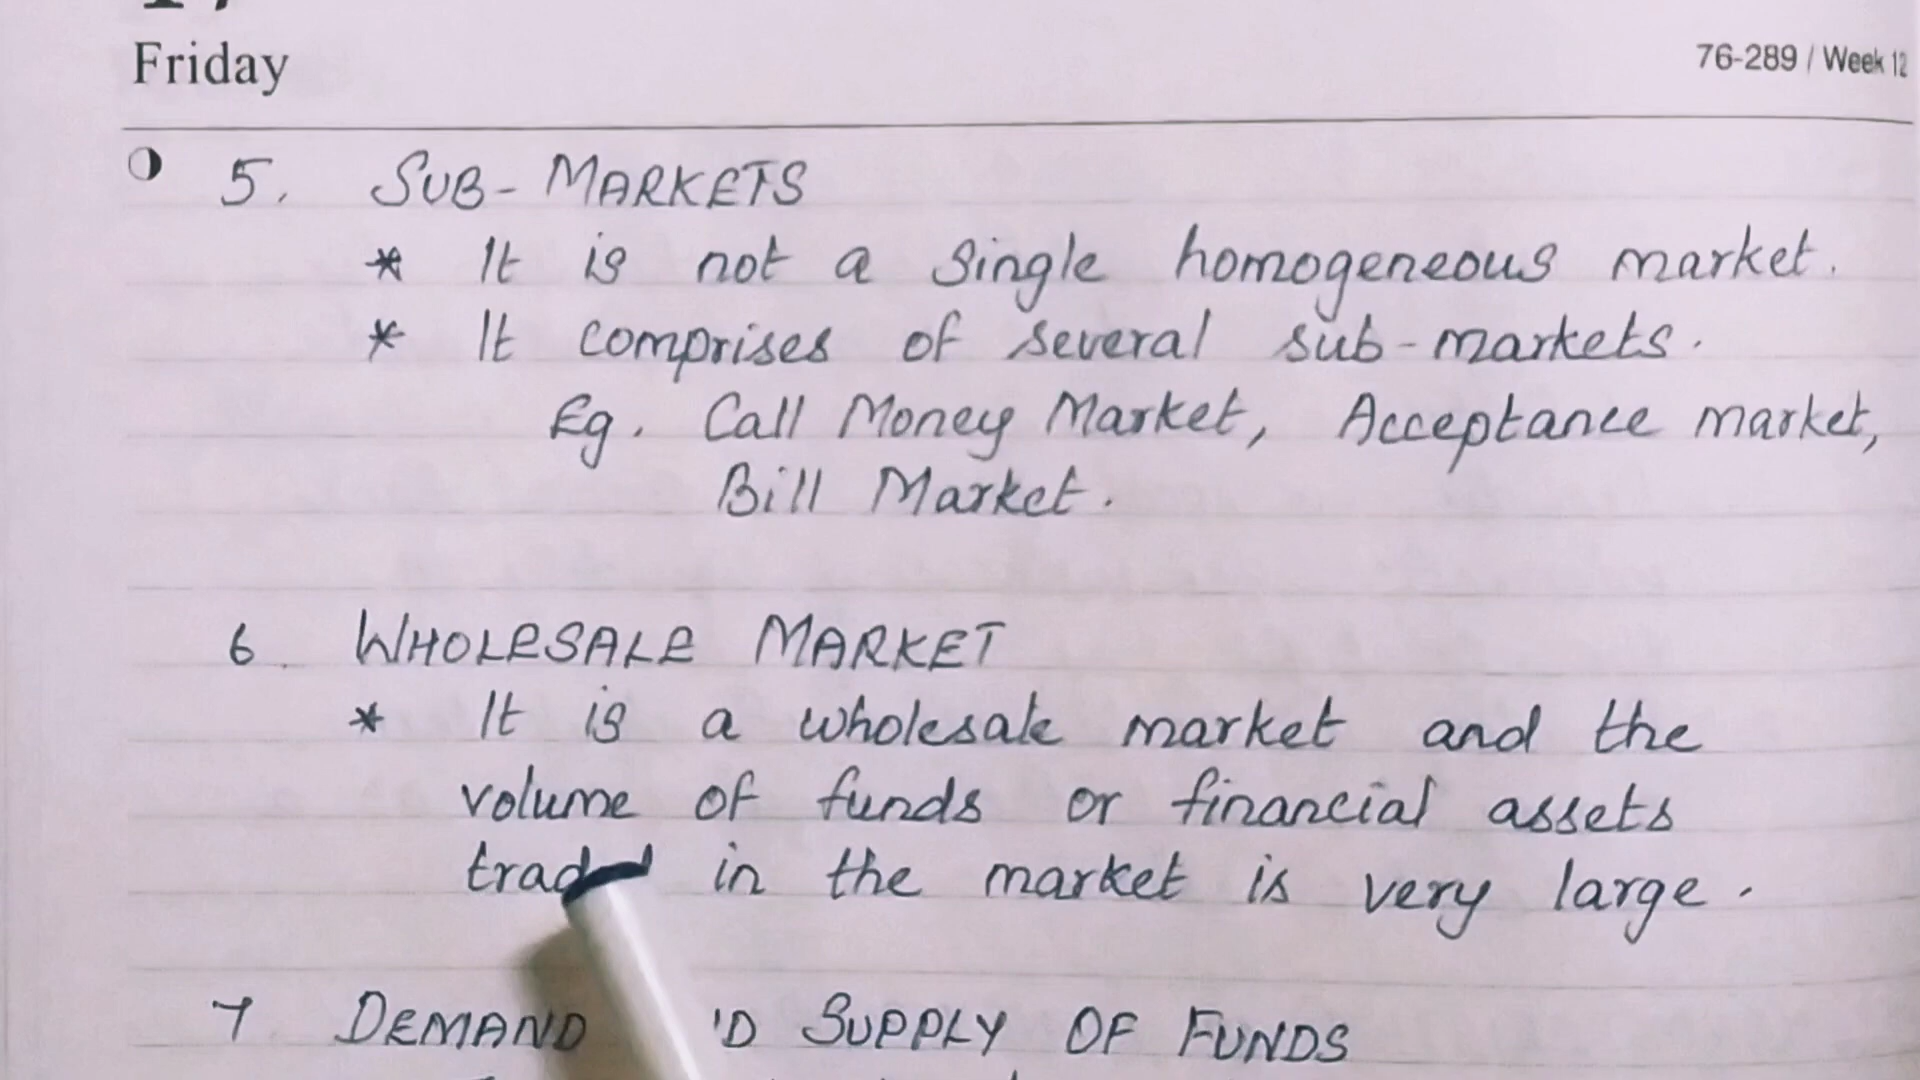 Friday
76-289 / Week 12
5. SUB-MARKETS
* It is not a single homogeneous market.
* It comprises of several sub-markets.
Eg. Call Money Market, Acceptance market,
Bill Market.
6. WHOLESALE MARKET
* It is a wholesale market and the
volume of funds or financial assets
in the market is very large.
7 DEMAND SUPPLY OF FUNDS